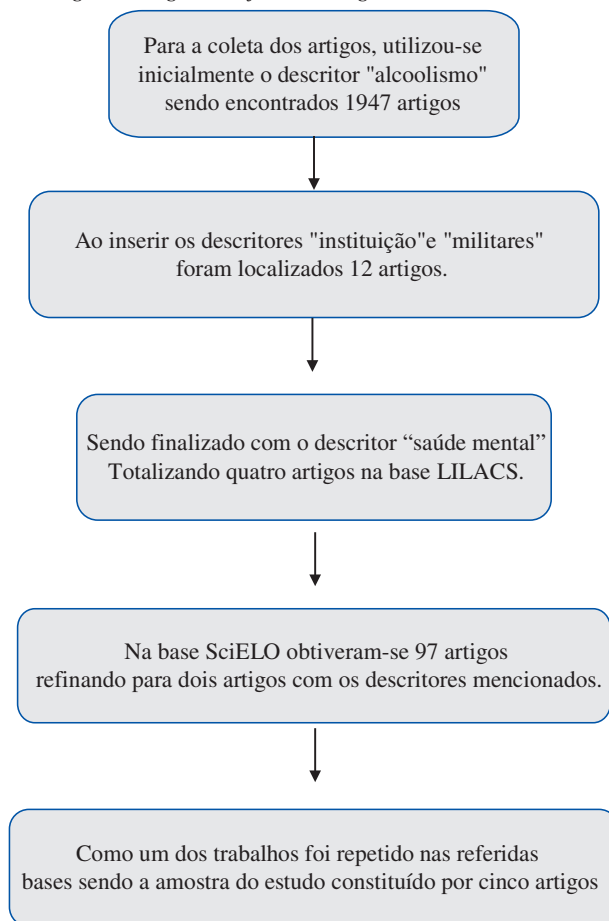 Para a coleta dos artigos, utilizou-se
inicialmente o descritor "alcoolismo"
sendo encontrados 1947 artigos
Ao inserir os descritores "instituição"e "militares"
foram localizados 12 artigos.
Sendo finalizado com o descritor “saúde mental”
Totalizando quatro artigos na base LILACS.
Na base SciELO obtiveram-se 97 artigos
refinando para dois artigos com os descritores mencionados.
Como um dos trabalhos foi repetido nas referidas
bases sendo a amostra do estudo constituído por cinco artigos